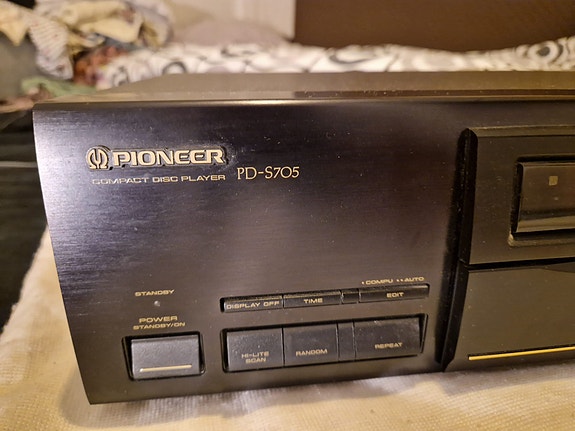 PIONEER
COMPACT DISC PLAYER PD-S705
STANDBY
POWER
STANDBY/ON
•COMPU ••AUTO
DISPLAY OFF TIME EDIT
HI-LITE
SCAN
RANDOM
REPEAT